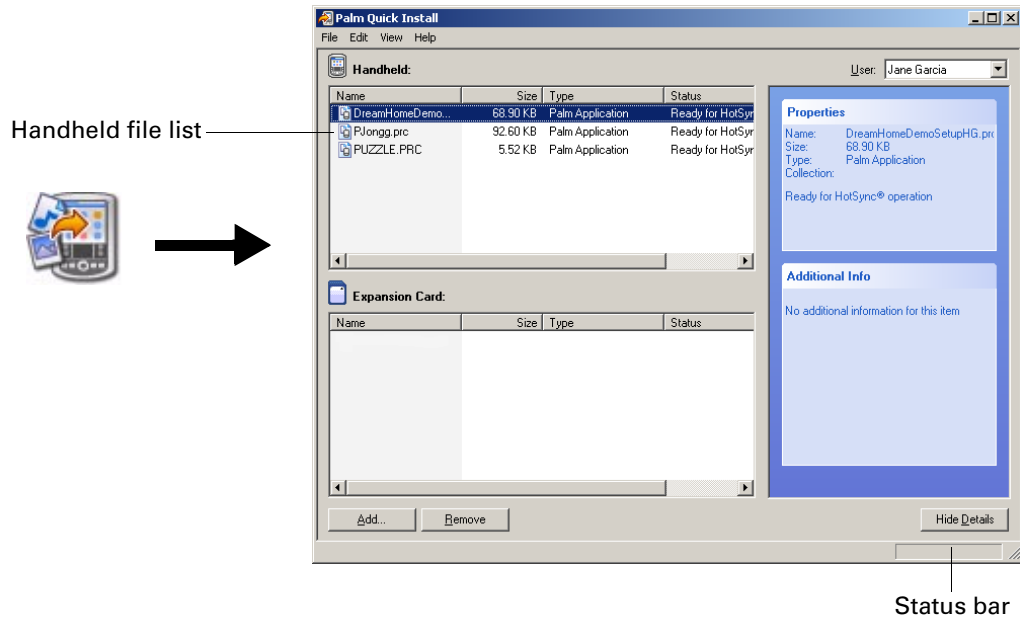 Palm Quick Install
File Edit View Help
Handheld:
User: Jane Garcia
Name Size Type Status
DreamHomeDemo... 68.90 KB Palm Application Ready for HotSyn
PJongg.prc 92.60 KB Palm Application Ready for HotSyn
PUZZLE.PRC 5.52 KB Palm Application Ready for HotSyn
Handheld file list
Properties
Name: DreamHomeDemoSetupHG.prc
Size: 68.90 KB
Type: Palm Application
Collection:
Ready for HotSync® operation
Expansion Card:
Name Size Type Status
Additional Info
No additional information for this item
Add... Remove
Hide Details
Status bar